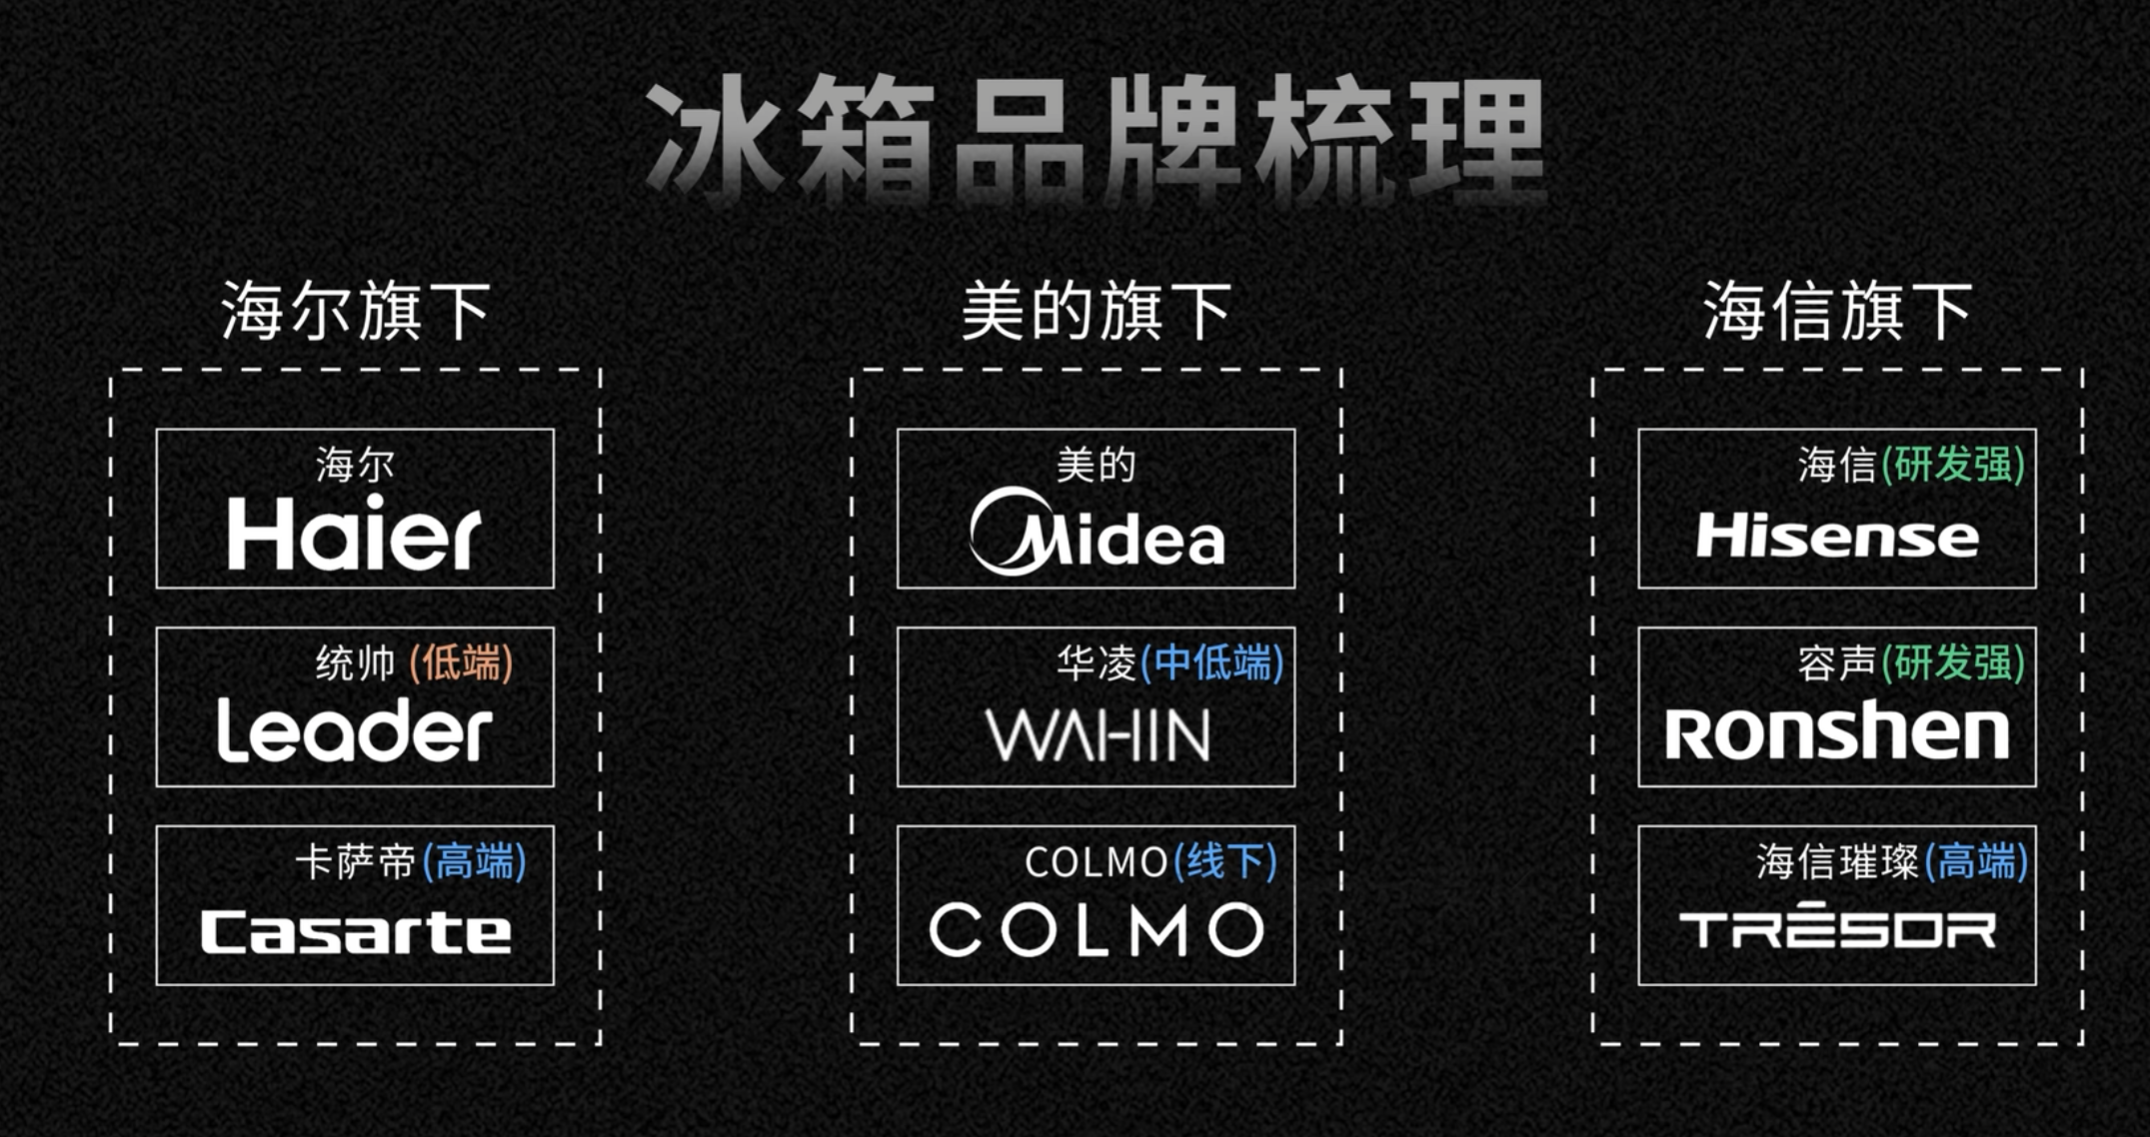 冰箱品牌梳理
海尔旗下
海尔
Haier
统帅 (低端)
Leader
卡萨帝(高端)
Casarte
美的旗下
美的
Midea
华凌(中低端)
WAHIN
COLMO(线下)
COLMO
海信旗下
海信(研发强)
Hisense
容声(研发强)
Ronshen
海信璀璨(高端)
TRĒSOR